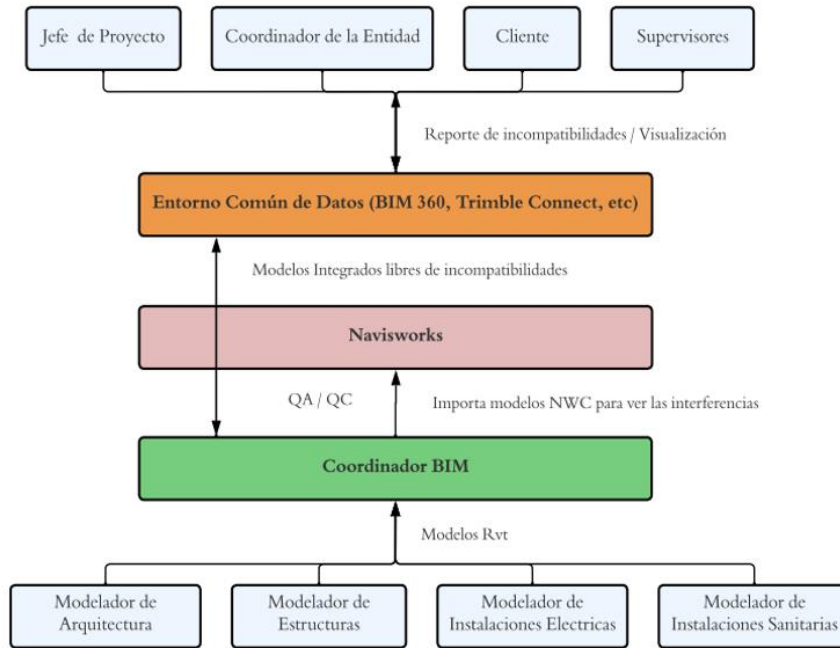 Jefe de Proyecto
Coordinador de la Entidad
Cliente
Supervisores
Reporte de incompatibilidades / Visualización
Entorno Común de Datos (BIM 360, Trimble Connect, etc)
Modelos Integrados libres de incompatibilidades
Navisworks
QA / QC
Importa modelos NWC para ver las interferencias
Coordinador BIM
Modelos Rvt
Modelador de
Arquitectura
Modelador de
Estructuras
Modelador de
Instalaciones Electricas
Modelador de
Instalaciones Sanitarias